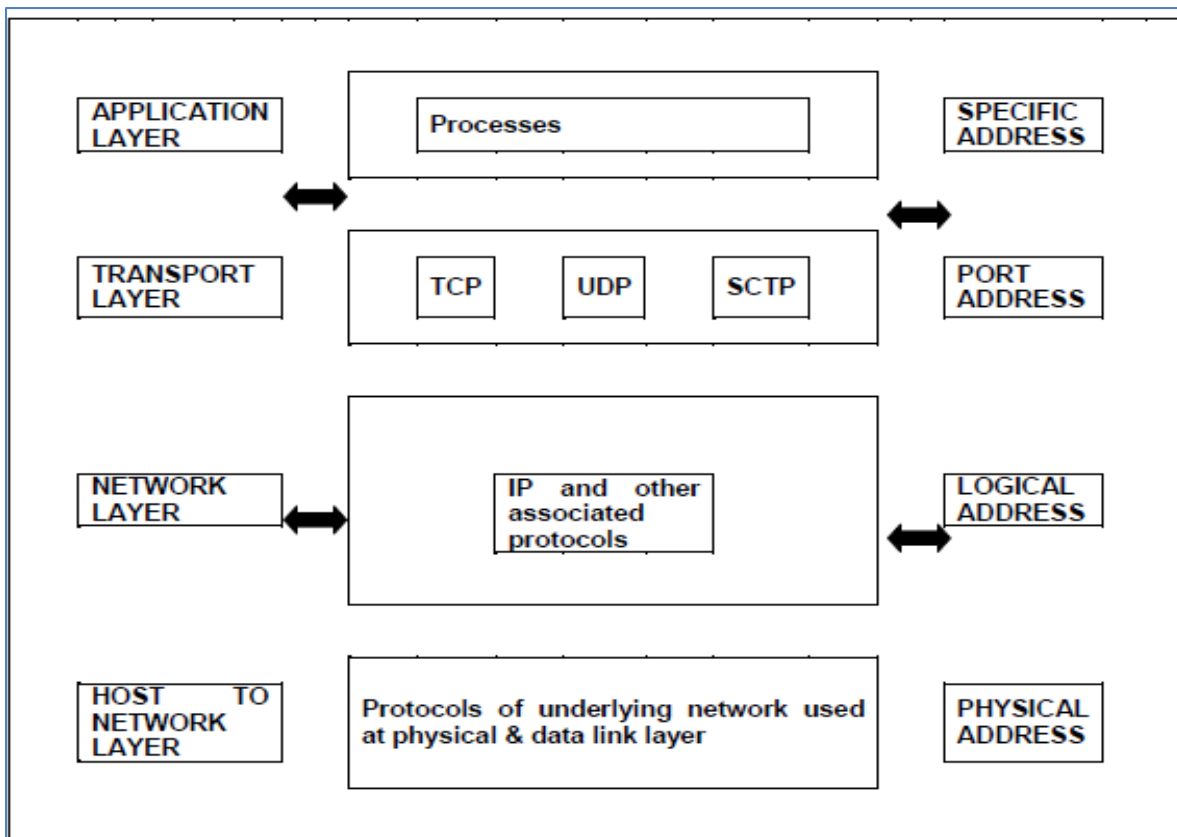 APPLICATION
LAYER
Processes
SPECIFIC
ADDRESS
TRANSPORT
LAYER
TCP
UDP
SCTP
PORT
ADDRESS
NETWORK
LAYER
IP and other
associated
protocols
LOGICAL
ADDRESS
HOST TO
NETWORK
LAYER
Protocols of underlying network used
at physical & data link layer
PHYSICAL
ADDRESS